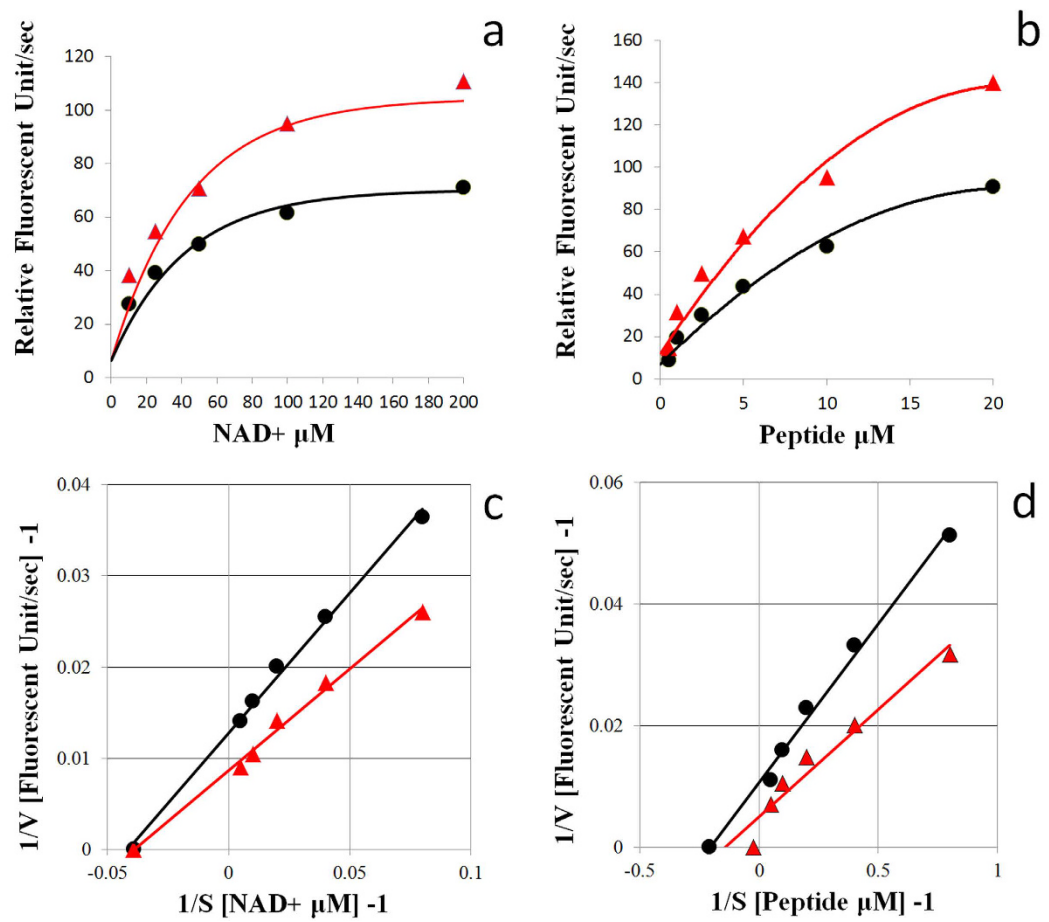 a
Relative Fluorescent Unit/sec
120
100
80
60
40
20
0
0 20 40 60 80 100 120 140 160 180 200
NAD+ µM
b
Relative Fluorescent Unit/sec
160
140
120
100
80
60
40
20
0
0 5 10 15 20
Peptide µM
c
1/V [Fluorescent Unit/sec] -1
0.04
0.03
0.02
0.01
0
-0.05 0 0.05 0.1
1/S [NAD+ µM] -1
d
1/V [Fluorescent Unit/sec] -1
0.06
0.04
0.02
0
-0.5 0 0.5 1
1/S [Peptide µM] -1